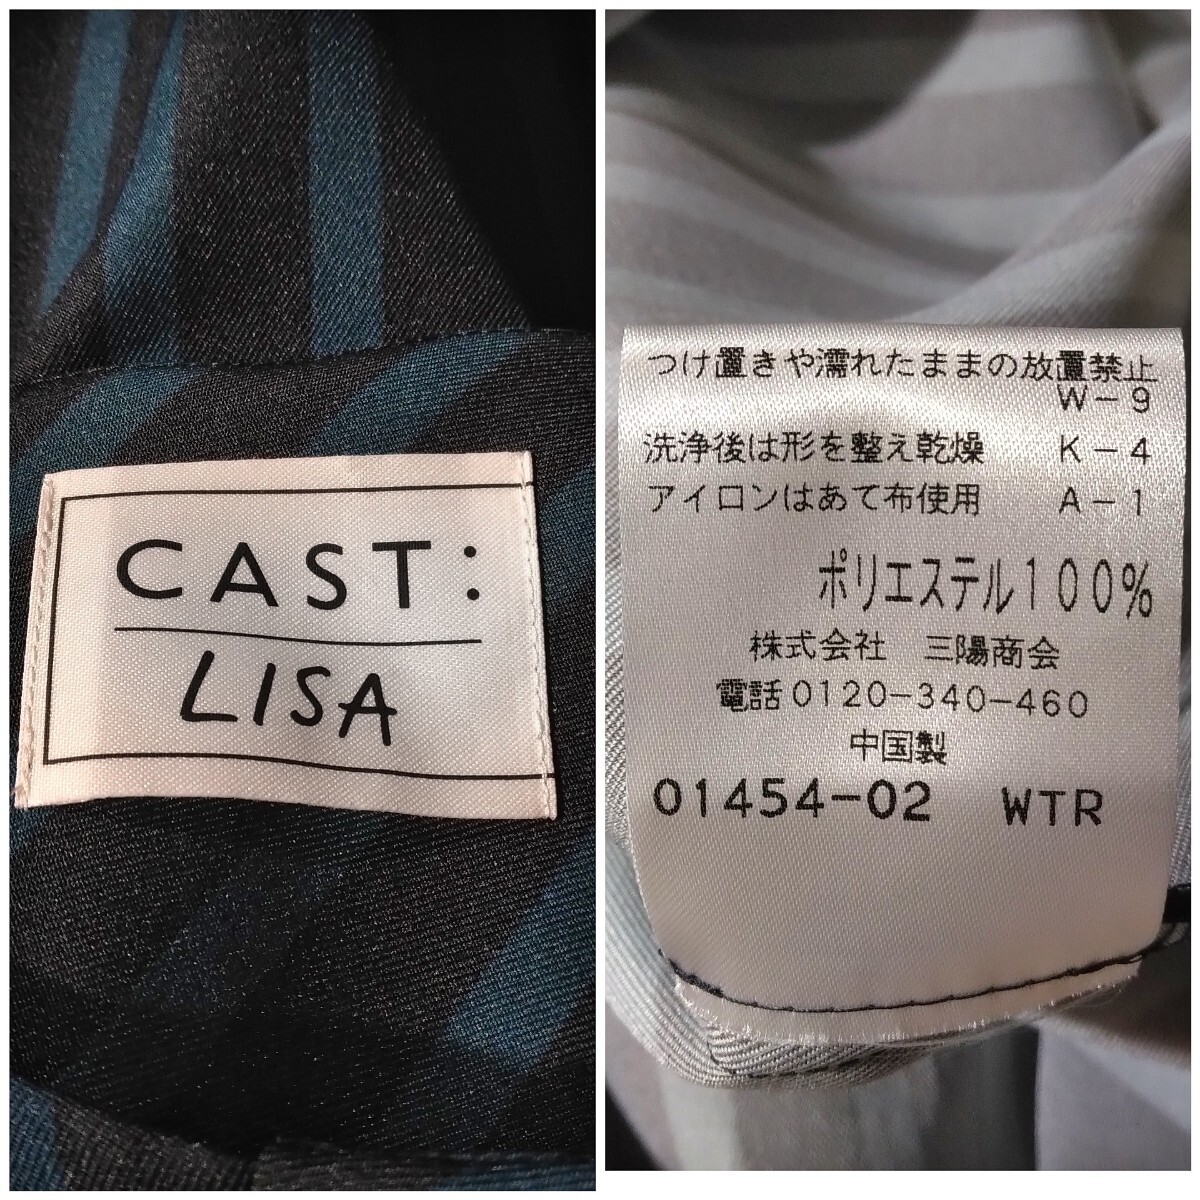 CAST:
LISA
つけ置きや濡れたままの放置禁止
W-9
洗浄後は形を整え乾燥 K-4
アイロンはあて布使用 A-1
ポリエステル100%
株式会社 三陽商会
電話0120-340-460
中国製
01454-02 WTR